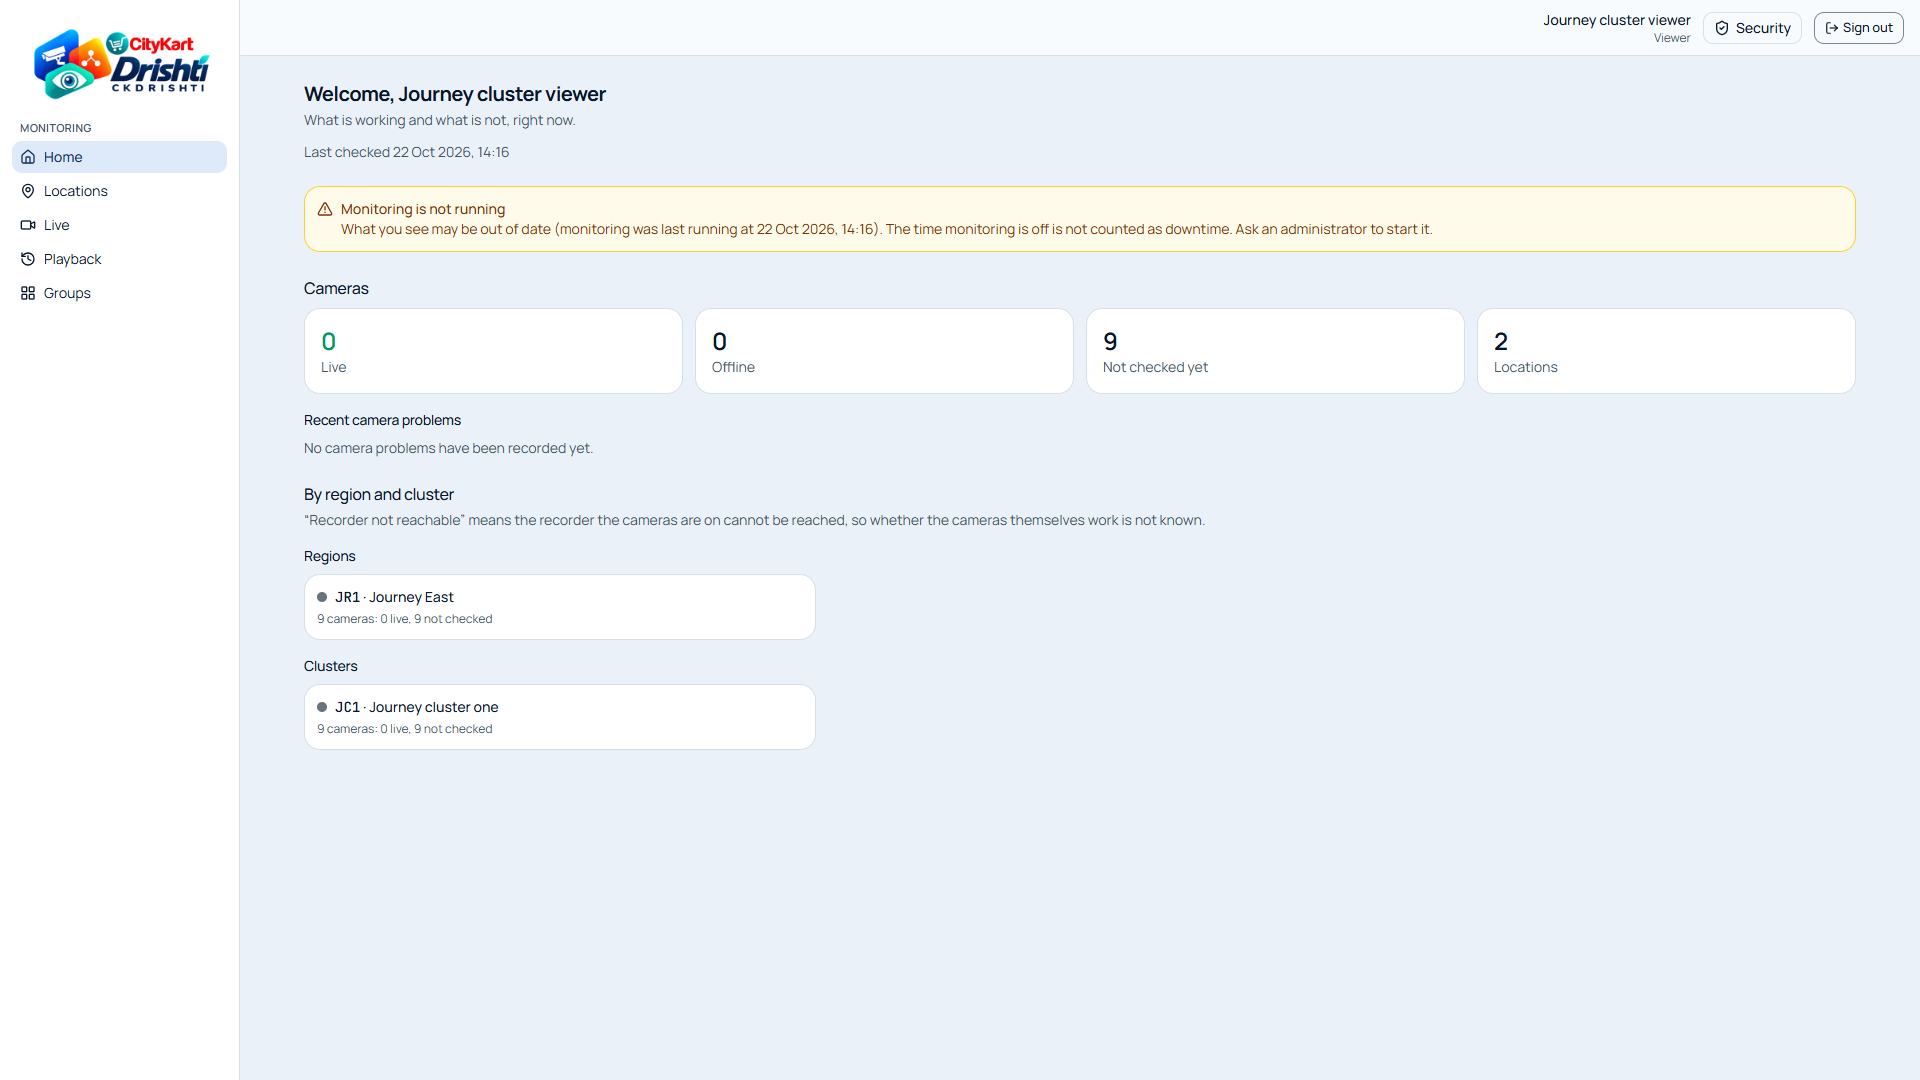 CityKart
Drishti
CKDRISHTI
MONITORING
Home
Locations
Live
Playback
Groups
Journey cluster viewer
Viewer
Security
Sign out
Welcome, Journey cluster viewer
What is working and what is not, right now.
Last checked 22 Oct 2026, 14:16
Monitoring is not running
What you see may be out of date (monitoring was last running at 22 Oct 2026, 14:16). The time monitoring is off is not counted as downtime. Ask an administrator to start it.
Cameras
0
Live
0
Offline
9
Not checked yet
2
Locations
Recent camera problems
No camera problems have been recorded yet.
By region and cluster
“Recorder not reachable” means the recorder the cameras are on cannot be reached, so whether the cameras themselves work is not known.
Regions
JR1 · Journey East
9 cameras: 0 live, 9 not checked
Clusters
JC1 · Journey cluster one
9 cameras: 0 live, 9 not checked